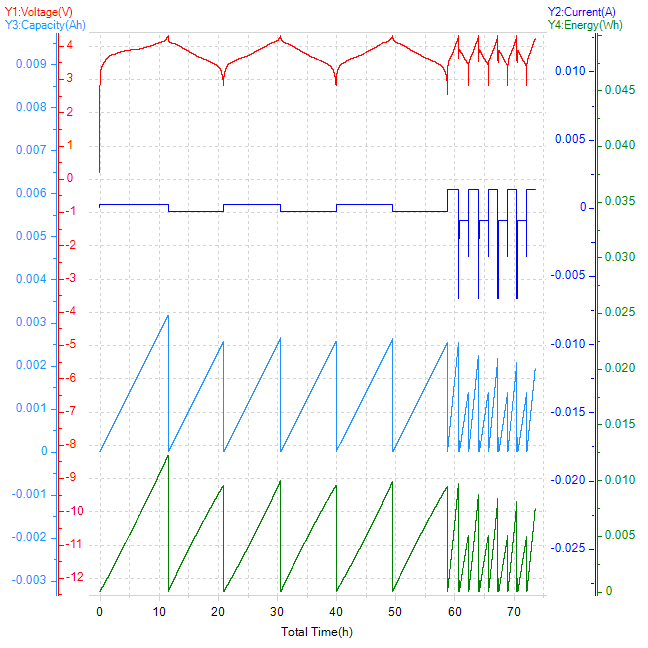 Y1:Voltage(V) Y2:Current(A)
Y3:Capacity(Ah) Y4:Energy(Wh)
4
0.009 3 0.010
0.045
0.008 2
0.007 1 0.005 0.040
0
0.006 0.035
-1 0
0.005 -2 0.030
0.004 -3 -0.005
-4 0.025
0.003 -5 -0.010
0.002 -6 0.020
0.001 -7 -0.015 0.015
0 -8
-9 -0.020 0.010
-0.001 -10
-0.002 -11 -0.025 0.005
-0.003 -12 0
0 10 20 30 40 50 60 70
Total Time(h)